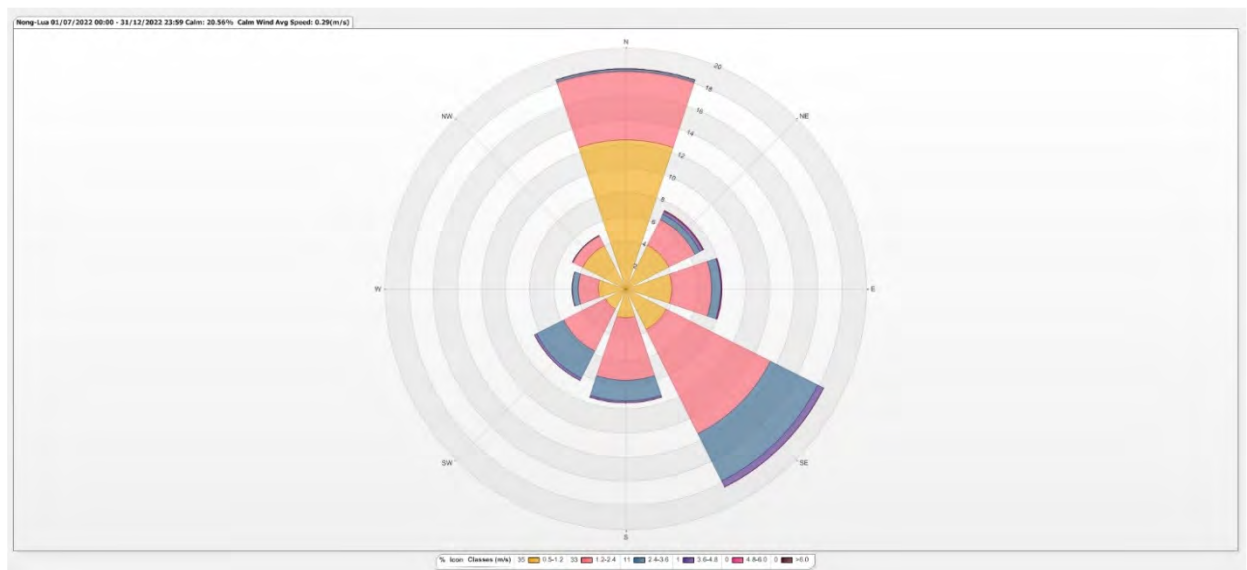 Nong-Lua 01/07/2022 00:00 - 31/12/2022 23:59 Calm: 20.56% Calm Wind Avg Speed: 0.29(m/s)
N
20
18
NW
16
NE
14
12
10
8
6
4
2
W
E
SW
SE
S
% Icon Classes (m/s) 35 0.5-1.2 33 1.2-2.4 11 2.4-3.6 1 3.6-4.8 0 4.8-6.0 0 >6.0